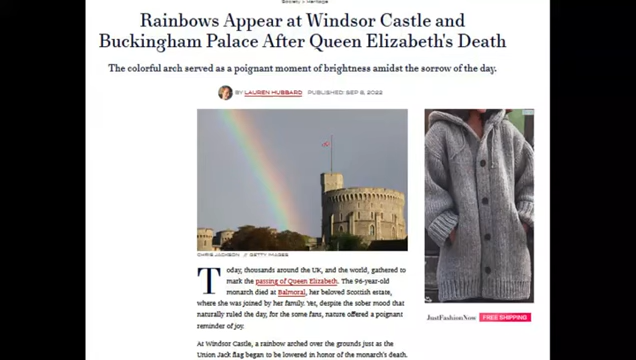 Society > Heritage
Rainbows Appear at Windsor Castle and
Buckingham Palace After Queen Elizabeth's Death
The colorful arch served as a poignant moment of brightness amidst the sorrow of the day.
BY LAUREN HUBBARD PUBLISHED: SEP 8, 2022
CHRIS JACKSON // GETTY IMAGES
Today, thousands around the UK, and the world, gathered to
mark the passing of Queen Elizabeth. The 96-year-old
monarch died at Balmoral, her beloved Scottish estate,
where she was joined by her family. Yet, despite the sober mood that
naturally ruled the day, for some fans, nature offered a poignant
reminder of joy.
At Windsor Castle, a rainbow arched over the grounds just as the
Union Jack flag began to be lowered in honor of the monarch's death.
JustFashionNow FREE SHIPPING